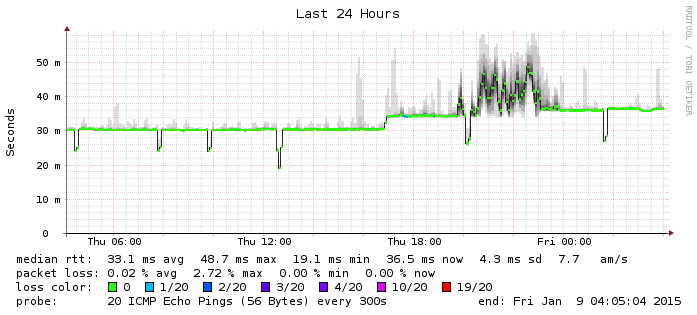 Last 24 Hours
RRDTOOL / TOBI OETIKER
Seconds
50 m
40 m
30 m
20 m
10 m
0
Thu 06:00 Thu 12:00 Thu 18:00 Fri 00:00
median rtt: 33.1 ms avg 48.7 ms max 19.1 ms min 36.5 ms now 4.3 ms sd 7.7 am/s
packet loss: 0.02 % avg 2.72 % max 0.00 % min 0.00 % now
loss color: 0 1/20 2/20 3/20 4/20 10/20 19/20
probe: 20 ICMP Echo Pings (56 Bytes) every 300s end: Fri Jan 9 04:05:04 2015